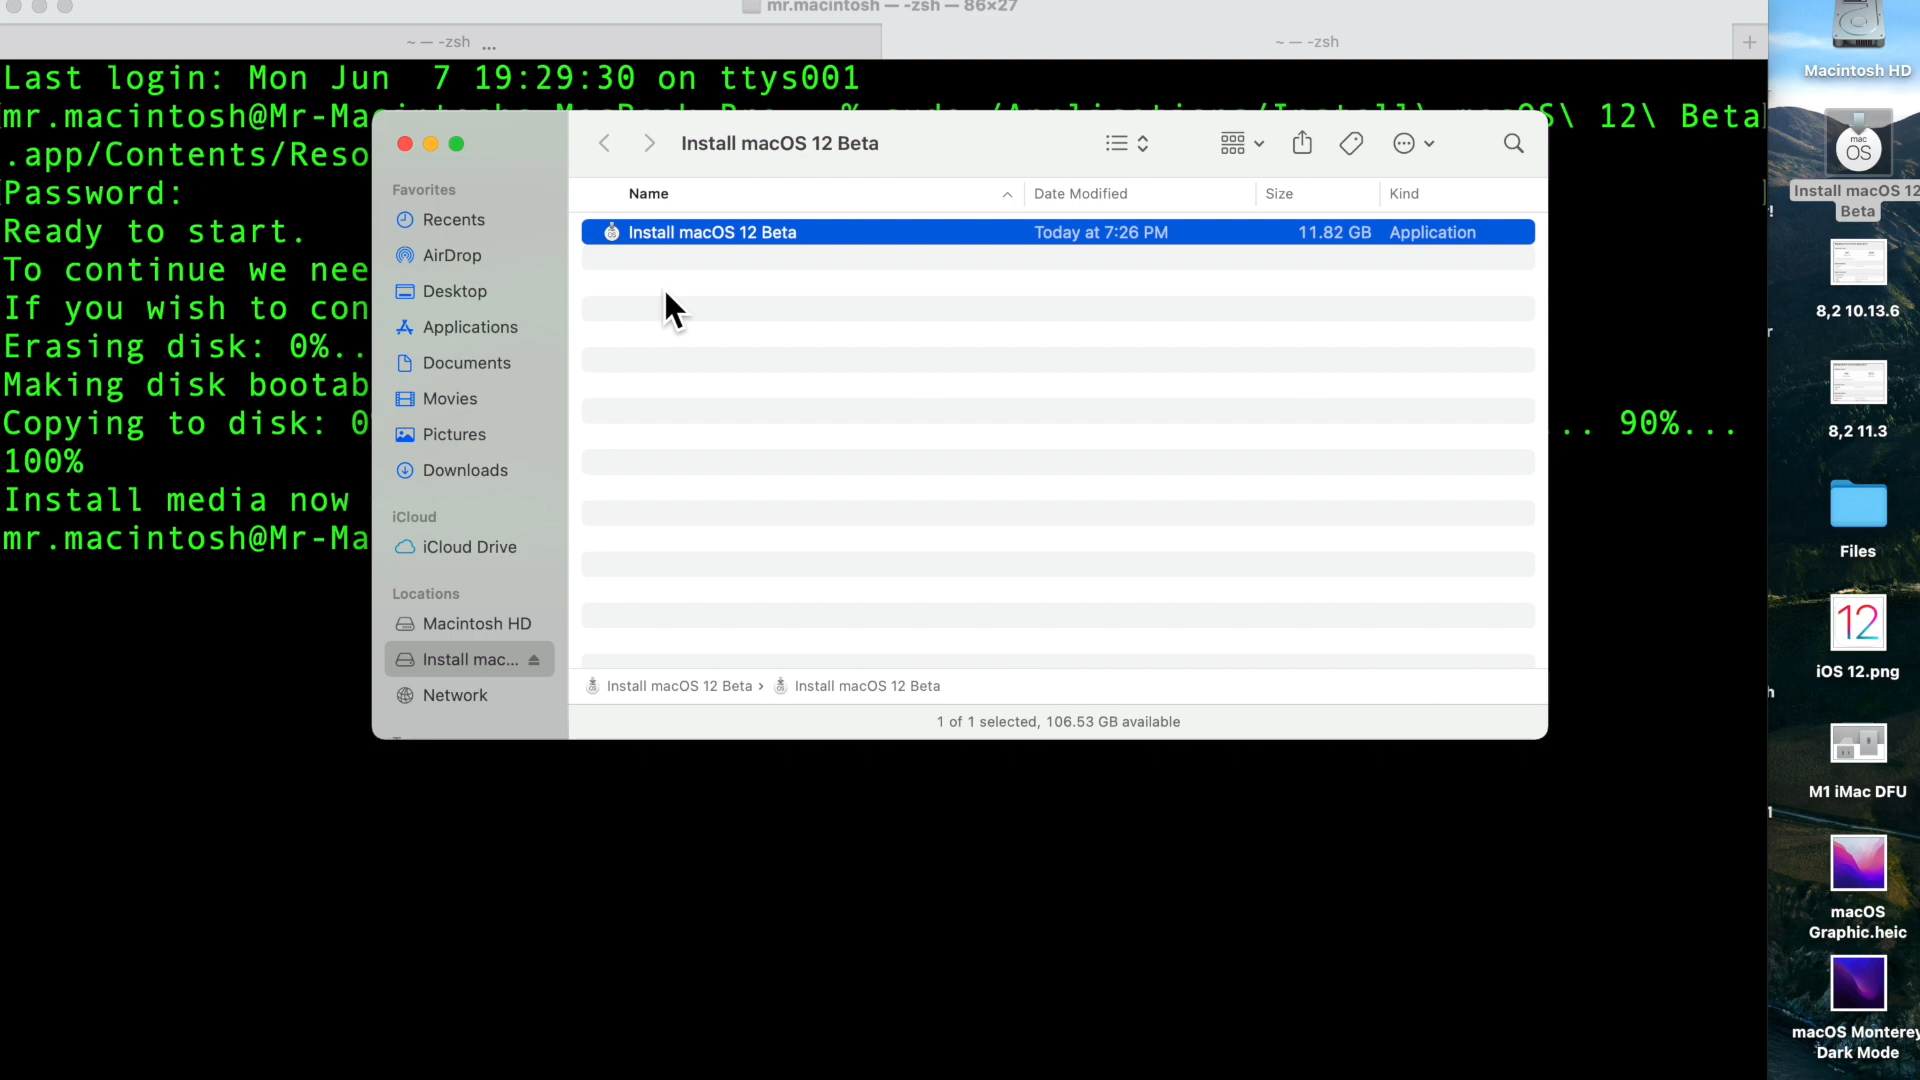 mr.macintosh — -zsh — 86×27
~ — -zsh ...
~ — -zsh
Last login: Mon Jun  7 19:29:30 on ttys001
mr.macintosh@Mr-Ma
S\ 12\ Beta
.app/Contents/Reso
Password:
Ready to start.
To continue we nee
If you wish to con
Erasing disk: 0%..
Making disk bootab
Copying to disk: 0
.. 90%...
100%
Install media now
mr.macintosh@Mr-Ma
Install macOS 12 Beta
Favorites
Recents
AirDrop
Desktop
Applications
Documents
Movies
Pictures
Downloads
iCloud
iCloud Drive
Locations
Macintosh HD
Install mac...
Network
Name
Date Modified
Size
Kind
Install macOS 12 Beta
Today at 7:26 PM
11.82 GB
Application
Install macOS 12 Beta › Install macOS 12 Beta
1 of 1 selected, 106.53 GB available
Macintosh HD
mac
OS
Install macOS 12
Beta
8,2 10.13.6
8,2 11.3
Files
12
iOS 12.png
M1 iMac DFU
macOS
Graphic.heic
macOS Monterey
Dark Mode